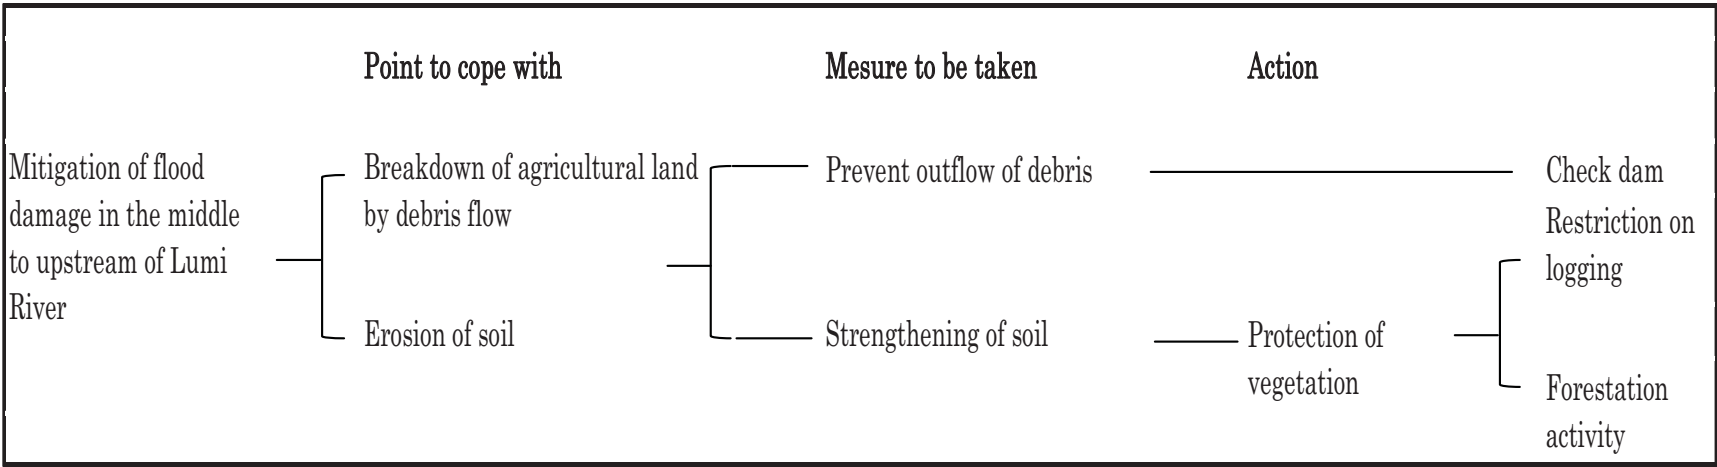 Point to cope with
Mesure to be taken
Action
Mitigation of flood
damage in the middle
to upstream of Lumi
River
Breakdown of agricultural land
by debris flow
Erosion of soil
Prevent outflow of debris
Strengthening of soil
Protection of
vegetation
Check dam
Restriction on
logging
Forestation
activity